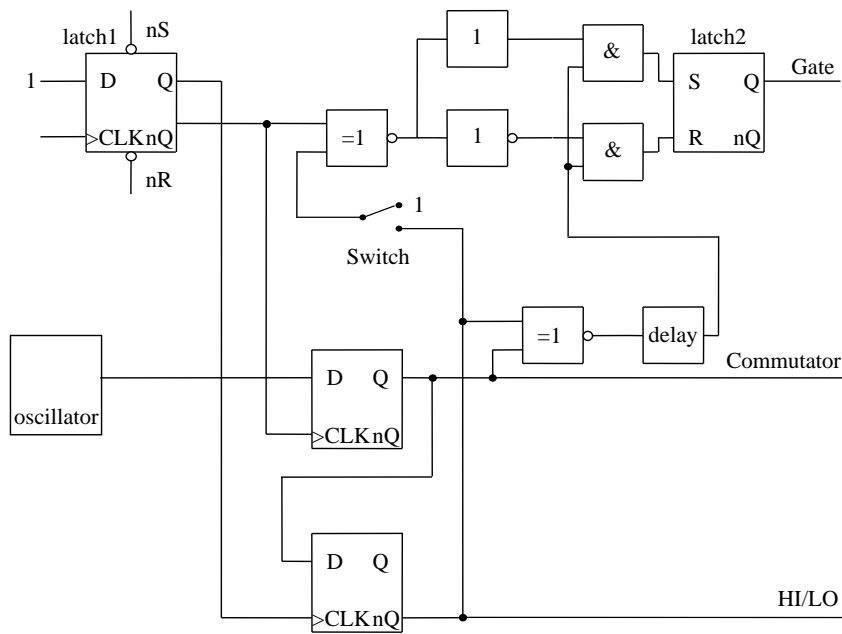 nS
latch1
1
D
Q
CLK
nQ
nR
=1
1
1
&
&
latch2
S
Q
R
nQ
Gate
1
Switch
=1
delay
oscillator
D
Q
CLK
nQ
Commutator
D
Q
CLK
nQ
HI/LO